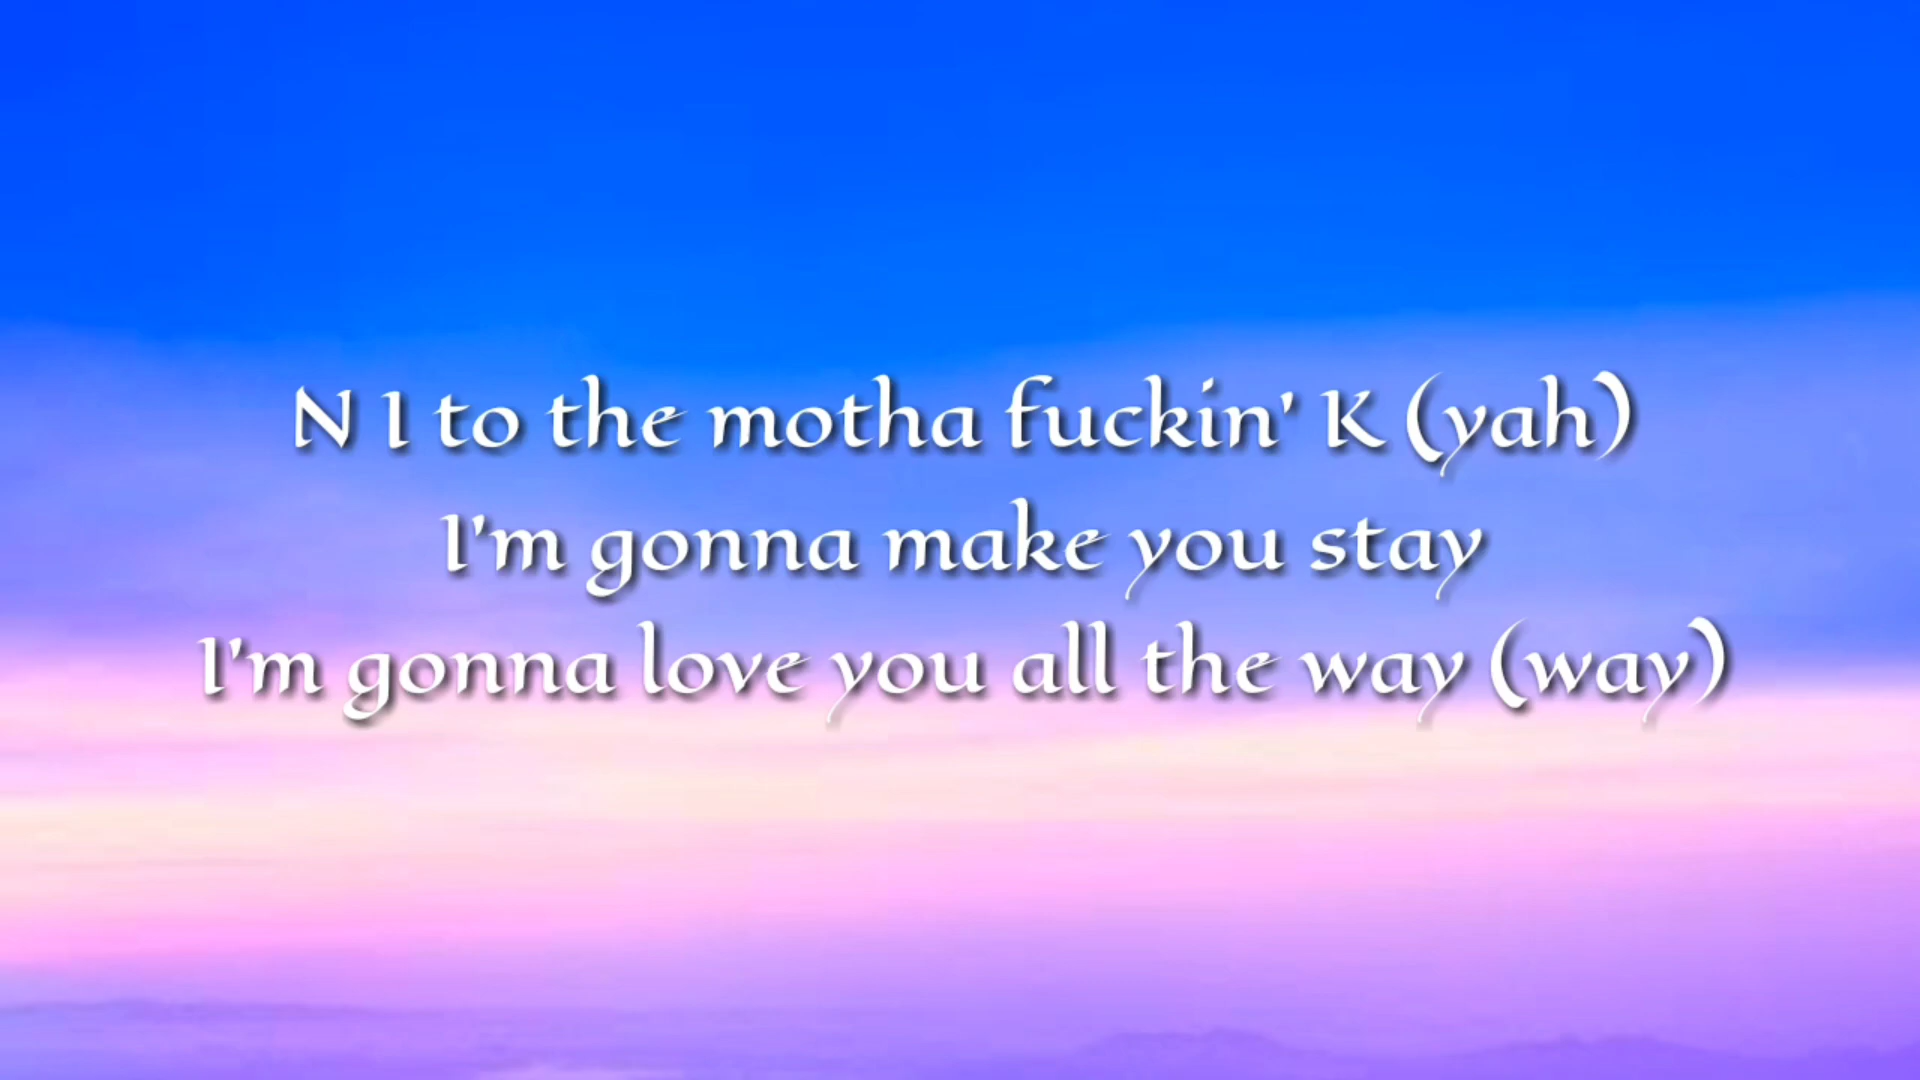 N I to the motha fuckin' K (yah)
I'm gonna make you stay
I'm gonna love you all the way (way)